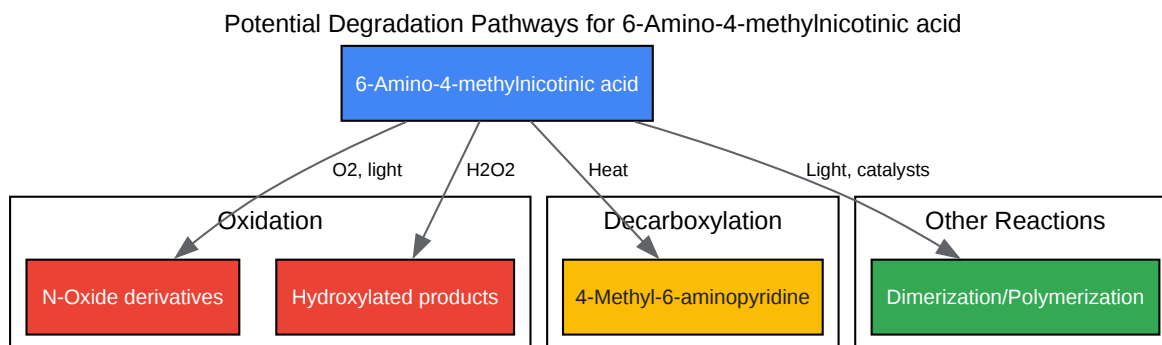 Potential Degradation Pathways for 6-Amino-4-methylnicotinic acid
6-Amino-4-methylnicotinic acid
O2, light
H2O2
Heat
Light, catalysts
Oxidation
Decarboxylation
Other Reactions
N-Oxide derivatives
Hydroxylated products
4-Methyl-6-aminopyridine
Dimerization/Polymerization